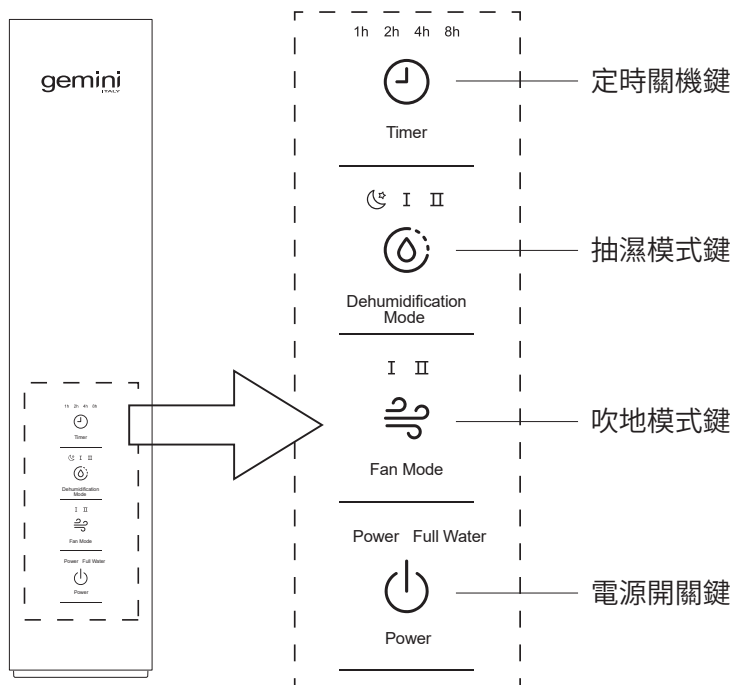 gemini
ITALY
1h 2h 4h 8h
Timer
I II
Dehumidification
Mode
I II
Fan Mode
Power Full Water
Power
1h 2h 4h 8h
Timer
定時關機鍵
I II
Dehumidification
Mode
抽濕模式鍵
I II
Fan Mode
吹地模式鍵
Power Full Water
Power
電源開關鍵